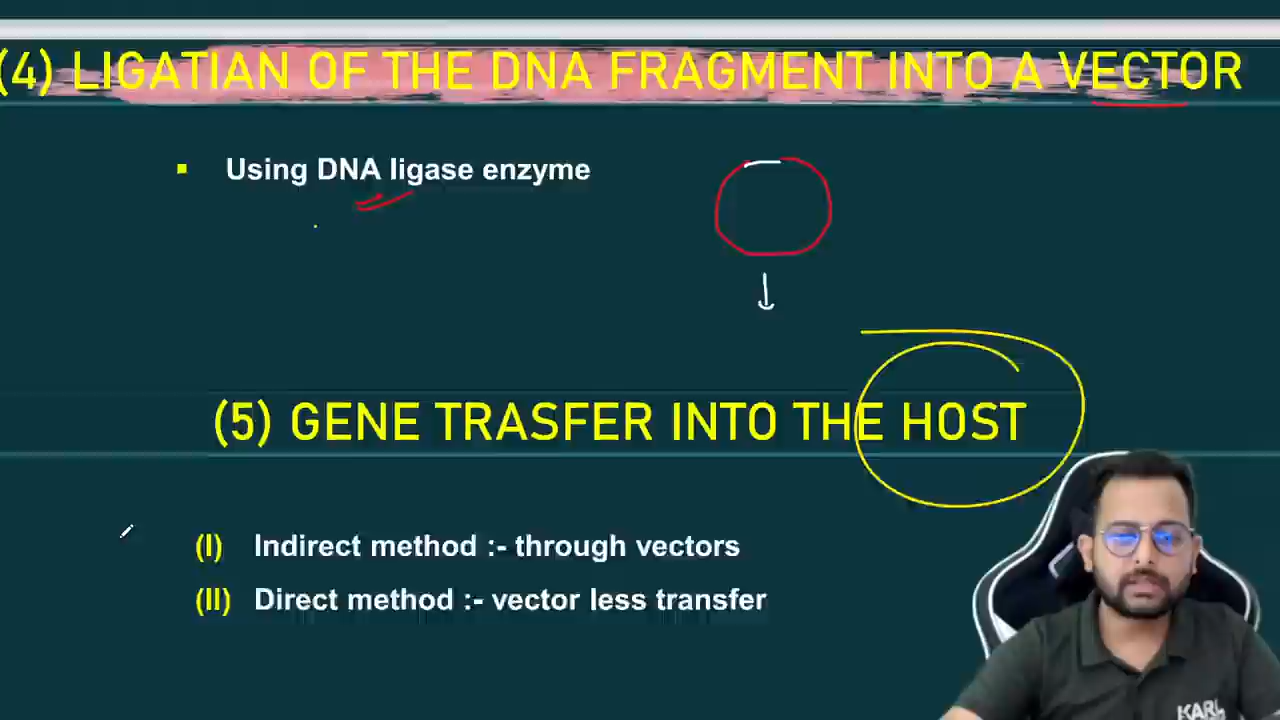 (4) LIGATIAN OF THE DNA FRAGMENT INTO A VECTOR
▪ Using DNA ligase enzyme
(5) GENE TRASFER INTO THE HOST
(I) Indirect method :- through vectors
(II) Direct method :- vector less transfer